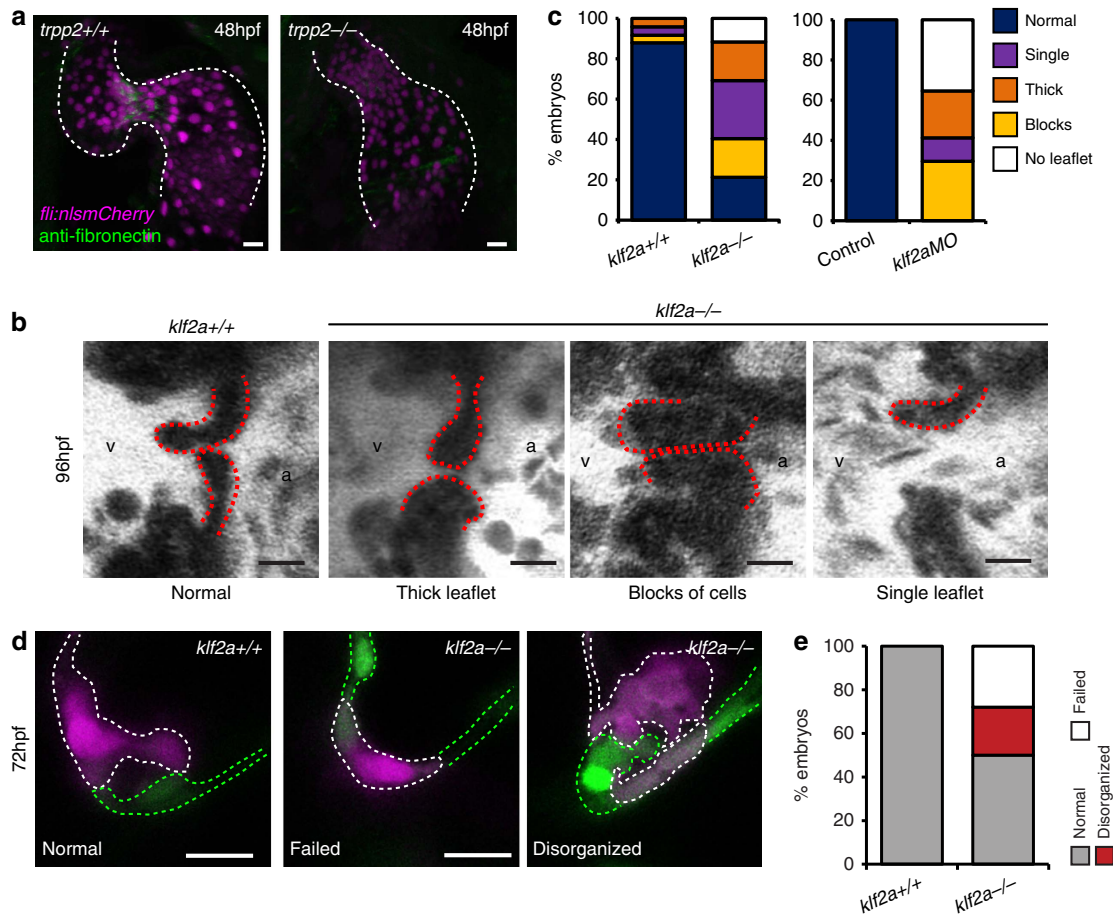 a
trpp2+/+
48hpf
trpp2–/–
48hpf
fli:nlsmCherry
anti-fibronectin
c
% embryos
100
80
60
40
20
0
klf2a+/+
klf2a–/–
100
80
60
40
20
0
Control
klf2aMO
Normal
Single
Thick
Blocks
No leaflet
b
klf2a+/+
klf2a–/–
96hpf
v
a
v
a
v
a
v
a
Normal
Thick leaflet
Blocks of cells
Single leaflet
d
72hpf
klf2a+/+
Normal
klf2a–/–
Failed
klf2a–/–
Disorganized
e
% embryos
100
80
60
40
20
0
klf2a+/+
klf2a–/–
Normal
Failed
Disorganized